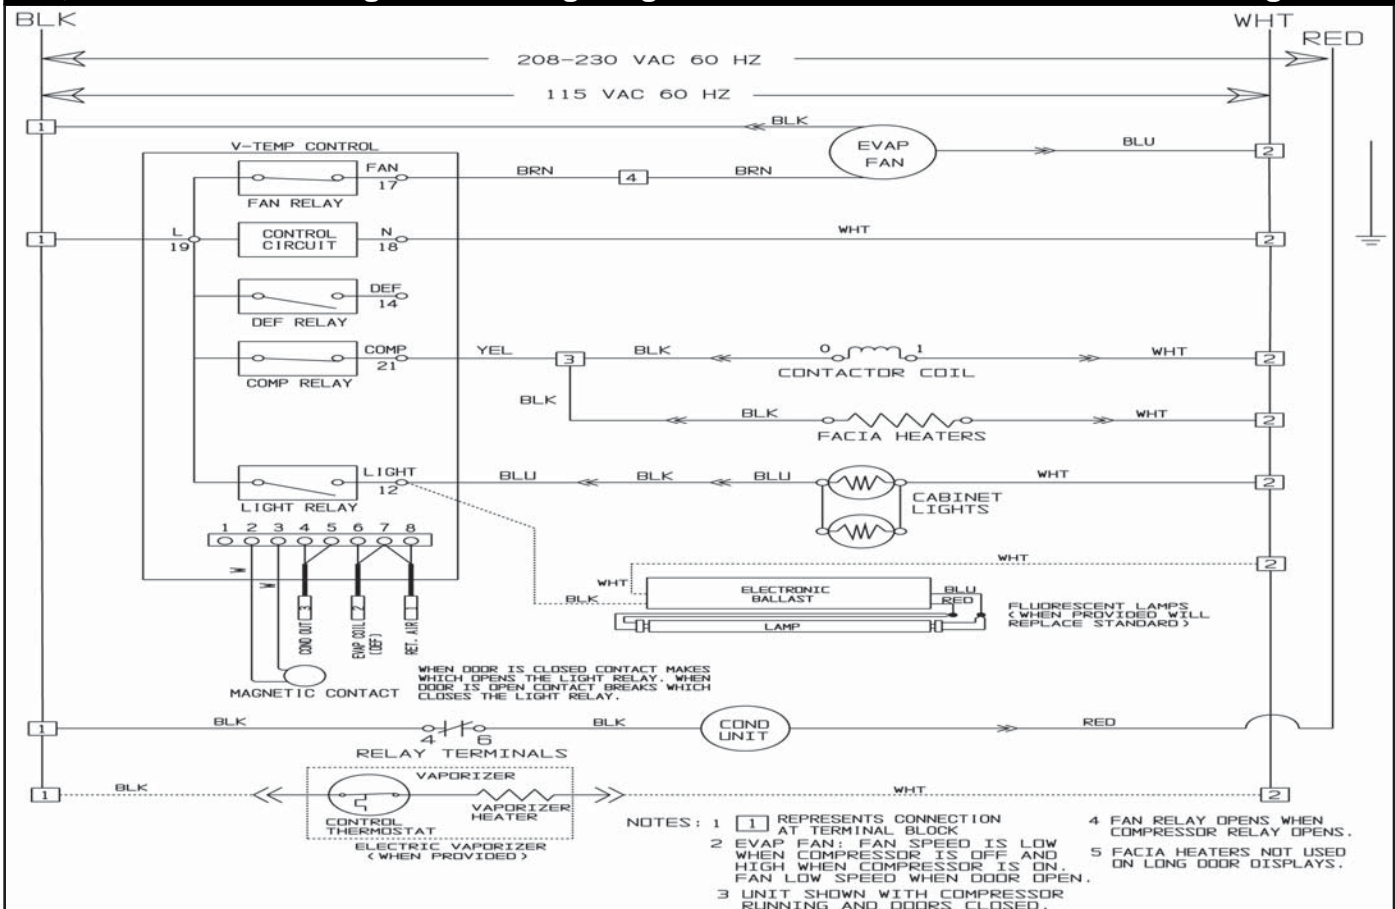 BLK
WHT
RED
208-230 VAC 60 HZ
115 VAC 60 HZ
1
BLK
EVAP
FAN
BLU
2
V-TEMP CONTROL
FAN
17
BRN
4
BRN
FAN RELAY
1
L
19
CONTROL
CIRCUIT
N
18
WHT
2
DEF
14
DEF RELAY
COMP
21
YEL
3
BLK
0
1
WHT
2
COMP RELAY
CONTACTOR COIL
BLK
BLK
WHT
2
FACIA HEATERS
LIGHT
12
BLU
BLK
BLU
WHT
2
LIGHT RELAY
CABINET
LIGHTS
1 2 3 4 5 6 7 8
W
W
3
COND OUT
2
EVAP COIL
(DEF)
1
RET. AIR
WHT
2
WHT
BLK
ELECTRONIC
BALLAST
BLU
RED
LAMP
FLUORESCENT LAMPS
(WHEN PROVIDED WILL
REPLACE STANDARD)
MAGNETIC CONTACT
WHEN DOOR IS CLOSED CONTACT MAKES
WHICH OPENS THE LIGHT RELAY. WHEN
DOOR IS OPEN CONTACT BREAKS WHICH
CLOSES THE LIGHT RELAY.
1
BLK
4
6
BLK
COND
UNIT
RED
RELAY TERMINALS
1
BLK
VAPORIZER
CONTROL
THERMOSTAT
VAPORIZER
HEATER
WHT
2
ELECTRIC VAPORIZER
(WHEN PROVIDED)
NOTES: 1 1 REPRESENTS CONNECTION
AT TERMINAL BLOCK
2 EVAP FAN: FAN SPEED IS LOW
WHEN COMPRESSOR IS OFF AND
HIGH WHEN COMPRESSOR IS ON.
FAN LOW SPEED WHEN DOOR OPEN.
3 UNIT SHOWN WITH COMPRESSOR
RUNNING AND DOORS CLOSED.
4 FAN RELAY OPENS WHEN
COMPRESSOR RELAY OPENS.
5 FACIA HEATERS NOT USED
ON LONG DOOR DISPLAYS.